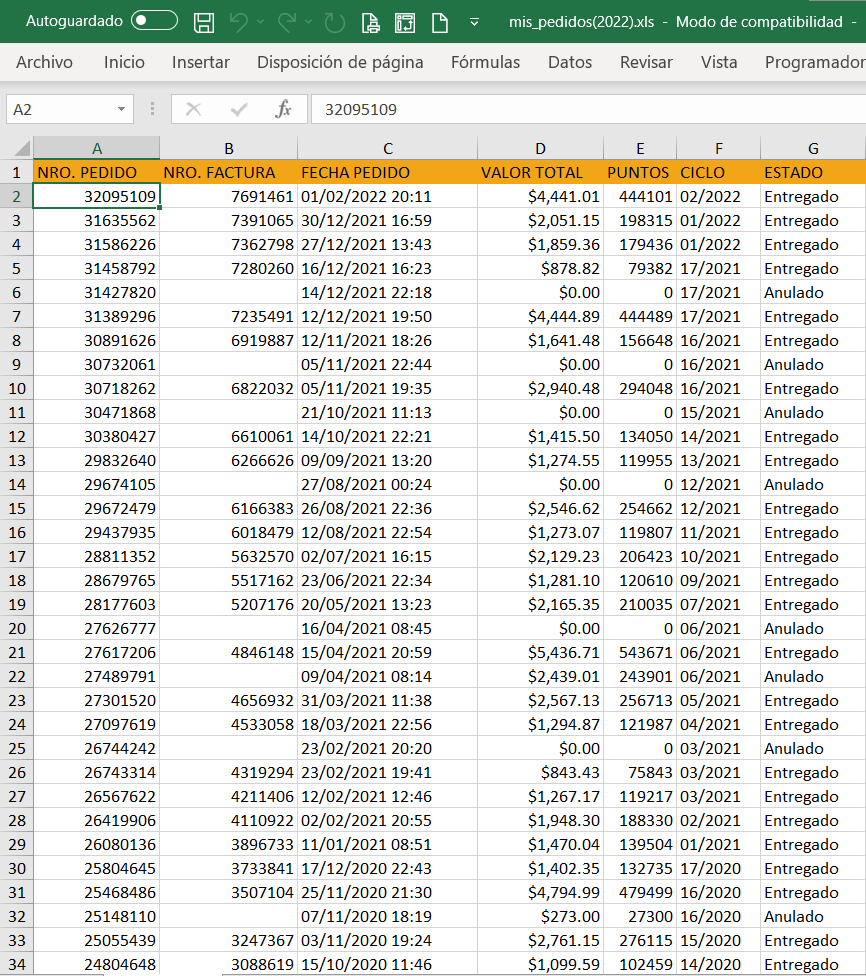 Autoguardado mis_pedidos(2022).xls - Modo de compatibilidad -
Archivo Inicio Insertar Disposición de página Fórmulas Datos Revisar Vista Programador
A2 fx 32095109
A B C D E F G
1 NRO. PEDIDO NRO. FACTURA FECHA PEDIDO VALOR TOTAL PUNTOS CICLO ESTADO
2 32095109 7691461 01/02/2022 20:11 $4,441.01 444101 02/2022 Entregado
3 31635562 7391065 30/12/2021 16:59 $2,051.15 198315 01/2022 Entregado
4 31586226 7362798 27/12/2021 13:43 $1,859.36 179436 01/2022 Entregado
5 31458792 7280260 16/12/2021 16:23 $878.82 79382 17/2021 Entregado
6 31427820 14/12/2021 22:18 $0.00 0 17/2021 Anulado
7 31389296 7235491 12/12/2021 19:50 $4,444.89 444489 17/2021 Entregado
8 30891626 6919887 12/11/2021 18:26 $1,641.48 156648 16/2021 Entregado
9 30732061 05/11/2021 22:44 $0.00 0 16/2021 Anulado
10 30718262 6822032 05/11/2021 19:35 $2,940.48 294048 16/2021 Entregado
11 30471868 21/10/2021 11:13 $0.00 0 15/2021 Anulado
12 30380427 6610061 14/10/2021 22:21 $1,415.50 134050 14/2021 Entregado
13 29832640 6266626 09/09/2021 13:20 $1,274.55 119955 13/2021 Entregado
14 29674105 27/08/2021 00:24 $0.00 0 12/2021 Anulado
15 29672479 6166383 26/08/2021 22:36 $2,546.62 254662 12/2021 Entregado
16 29437935 6018479 12/08/2021 22:54 $1,273.07 119807 11/2021 Entregado
17 28811352 5632570 02/07/2021 16:15 $2,129.23 206423 10/2021 Entregado
18 28679765 5517162 23/06/2021 22:34 $1,281.10 120610 09/2021 Entregado
19 28177603 5207176 20/05/2021 13:23 $2,165.35 210035 07/2021 Entregado
20 27626777 16/04/2021 08:45 $0.00 0 06/2021 Anulado
21 27617206 4846148 15/04/2021 20:59 $5,436.71 543671 06/2021 Entregado
22 27489791 09/04/2021 08:14 $2,439.01 243901 06/2021 Anulado
23 27301520 4656932 31/03/2021 11:38 $2,567.13 256713 05/2021 Entregado
24 27097619 4533058 18/03/2021 22:56 $1,294.87 121987 04/2021 Entregado
25 26744242 23/02/2021 20:20 $0.00 0 03/2021 Anulado
26 26743314 4319294 23/02/2021 19:41 $843.43 75843 03/2021 Entregado
27 26567622 4211406 12/02/2021 12:46 $1,267.17 119217 03/2021 Entregado
28 26419906 4110922 02/02/2021 20:55 $1,948.30 188330 02/2021 Entregado
29 26080136 3896733 11/01/2021 08:51 $1,470.04 139504 01/2021 Entregado
30 25804645 3733841 17/12/2020 22:43 $1,402.35 132735 17/2020 Entregado
31 25468486 3507104 25/11/2020 21:30 $4,794.99 479499 16/2020 Entregado
32 25148110 07/11/2020 18:19 $273.00 27300 16/2020 Anulado
33 25055439 3247367 03/11/2020 19:24 $2,761.15 276115 15/2020 Entregado
34 24804648 3088619 15/10/2020 11:46 $1,099.59 102459 14/2020 Entregado